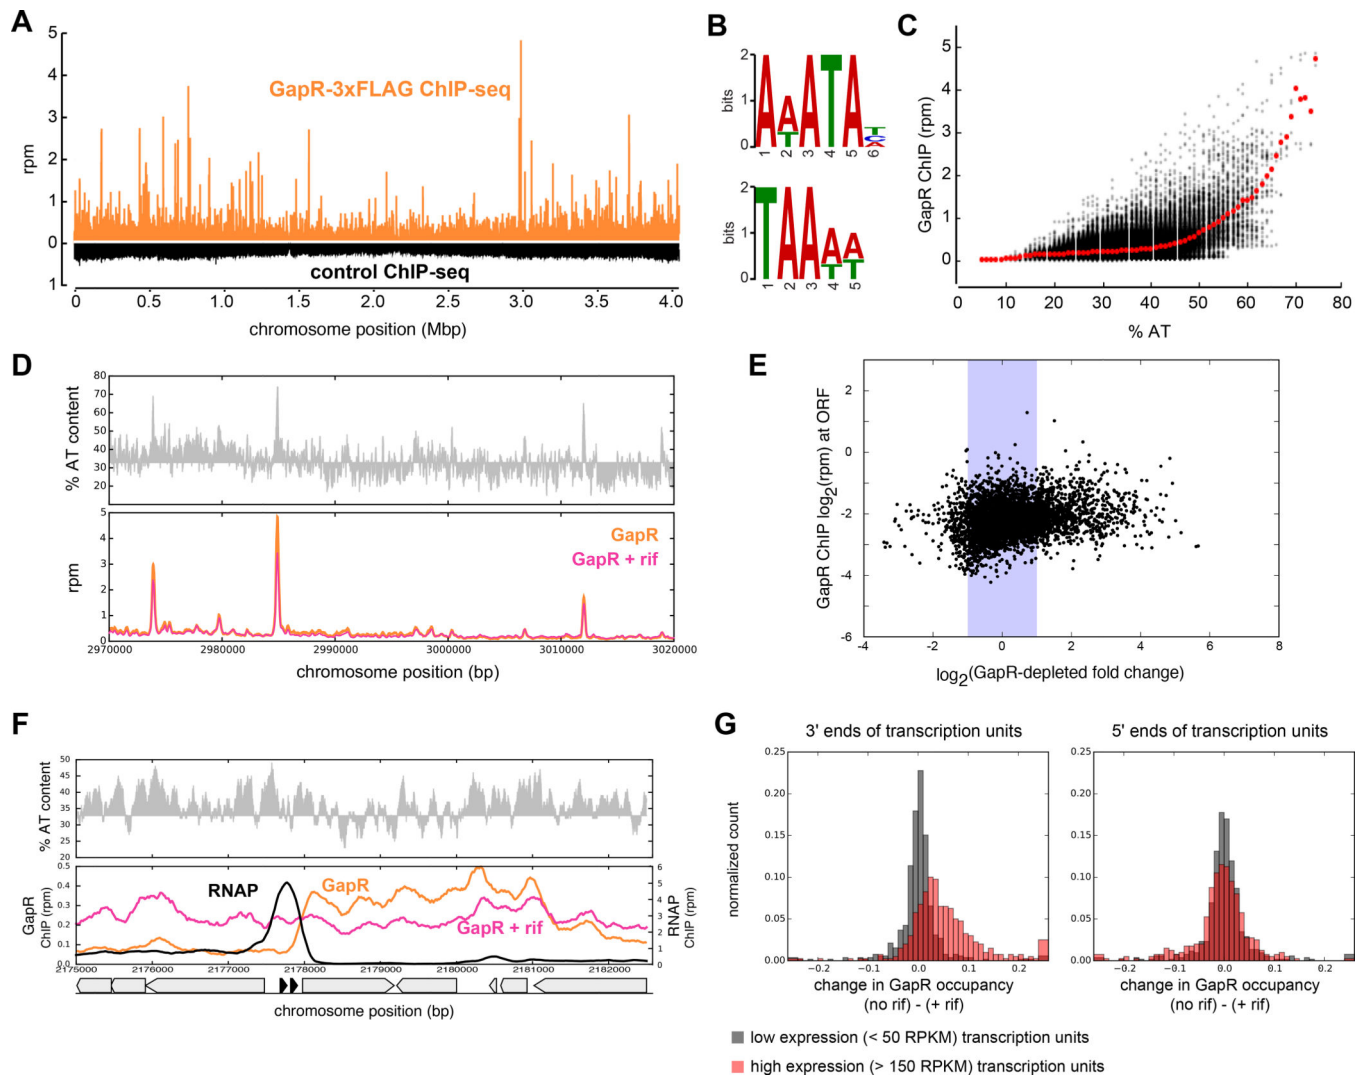 A
5
4
3
2
1
0
1
rpm
GapR-3xFLAG ChIP-seq
control ChIP-seq
0
0.5
1.0
1.5
2.0
2.5
3.0
3.5
4.0
chromosome position (Mbp)
B
2
1
0
bits
AAATAT
T C
A
1 2 3 4 5 6
2
1
0
bits
TAAAA
TT
1 2 3 4 5
C
5
4
3
2
1
0
GapR ChIP (rpm)
0 10 20 30 40 50 60 70 80
% AT
D
80
70
60
50
40
30
20
% AT content
5
4
3
2
1
0
rpm
GapR
GapR + rif
2970000 2980000 2990000 3000000 3010000 3020000
chromosome position (bp)
E
2
0
-2
-4
-6
GapR ChIP log2(rpm) at ORF
-4 -2 0 2 4 6 8
log2(GapR-depleted fold change)
F
50
45
40
35
30
25
20
% AT content
0.5
0.4
0.3
0.2
0.1
0.0
GapR
ChIP (rpm)
RNAP
GapR
GapR + rif
6
5
4
3
2
1
0
RNAP
ChIP (rpm)
2175000 2176000 2177000 2178000 2179000 2180000 2181000 2182000
chromosome position (bp)
G
3' ends of transcription units
5' ends of transcription units
0.25
0.20
0.15
0.10
0.05
0.00
normalized count
-0.2 -0.1 0.0 0.1 0.2
change in GapR occupancy
(no rif) - (+ rif)
0.25
0.20
0.15
0.10
0.05
0.00
-0.2 -0.1 0.0 0.1 0.2
change in GapR occupancy
(no rif) - (+ rif)
low expression (< 50 RPKM) transcription units
high expression (> 150 RPKM) transcription units